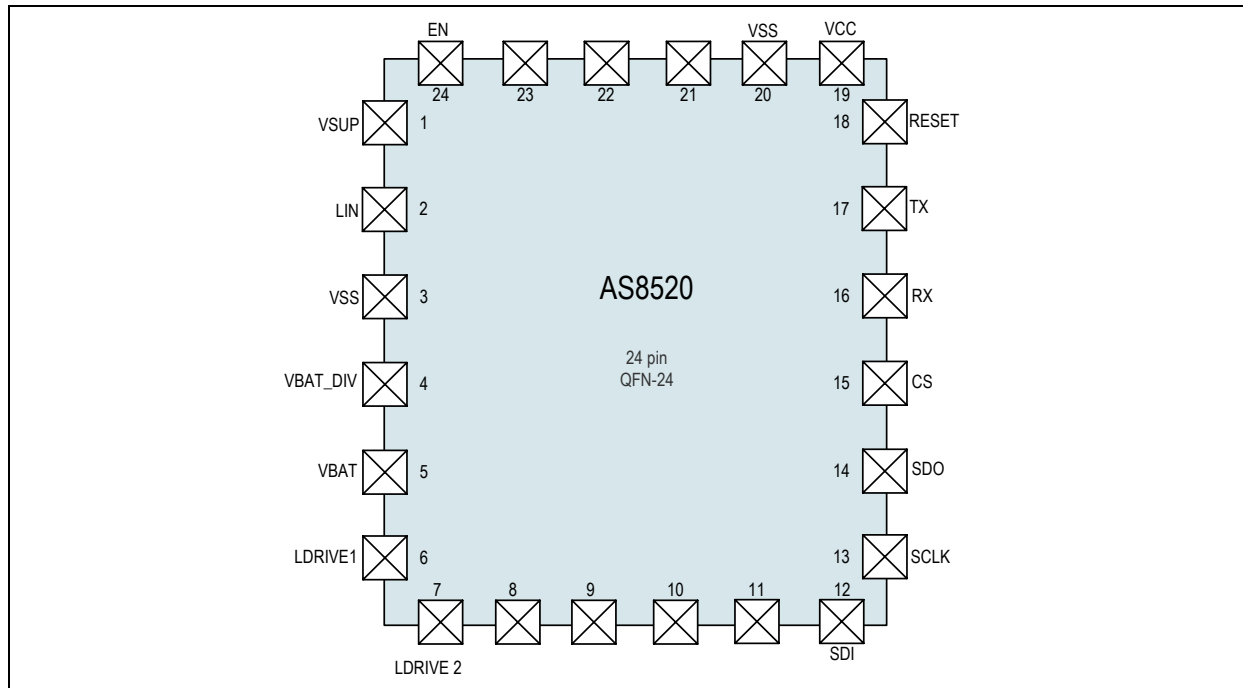 EN
VSS
VCC
24
23
22
21
20
19
VSUP
1
18
RESET
LIN
2
17
TX
AS8520
VSS
3
16
RX
24 pin
QFN-24
VBAT_DIV
4
15
CS
VBAT
5
14
SDO
LDRIVE1
6
13
SCLK
7
8
9
10
11
12
LDRIVE 2
SDI